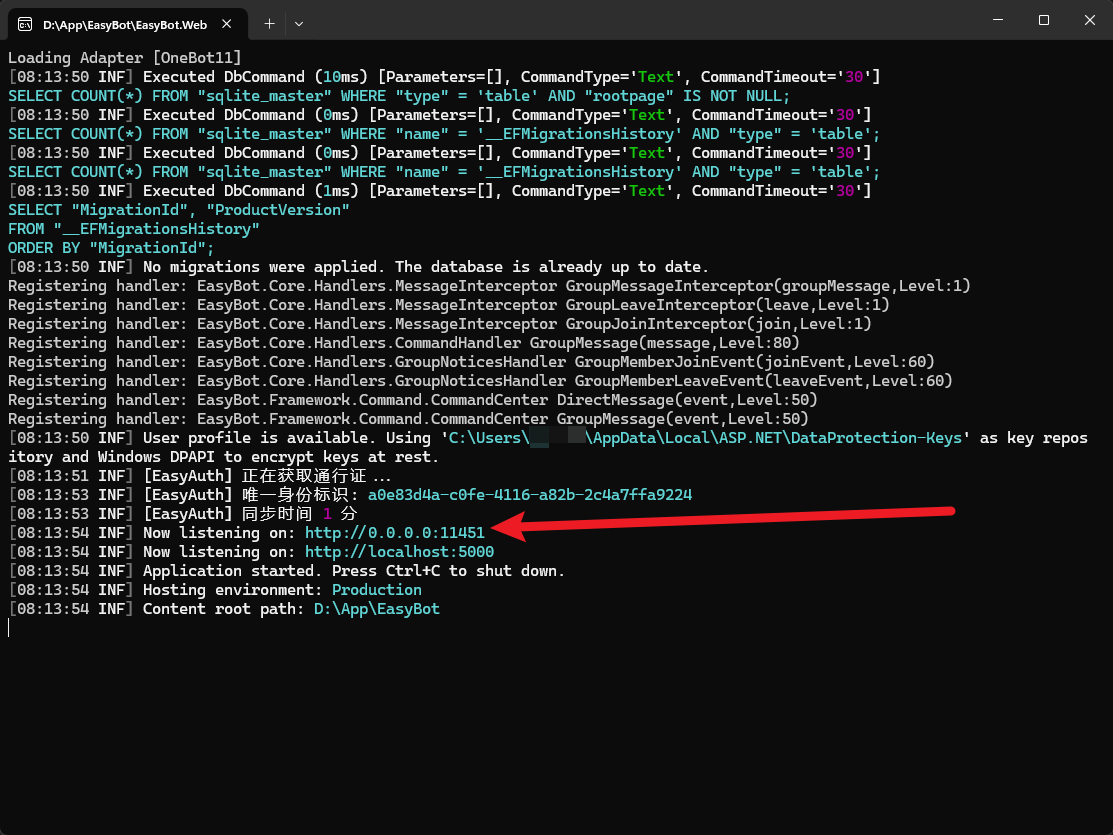 D:\App\EasyBot\EasyBot.Web
Loading Adapter [OneBot11]
[08:13:50 INF] Executed DbCommand (10ms) [Parameters=[], CommandType='Text', CommandTimeout='30']
SELECT COUNT(*) FROM "sqlite_master" WHERE "type" = 'table' AND "rootpage" IS NOT NULL;
[08:13:50 INF] Executed DbCommand (0ms) [Parameters=[], CommandType='Text', CommandTimeout='30']
SELECT COUNT(*) FROM "sqlite_master" WHERE "name" = '__EFMigrationsHistory' AND "type" = 'table';
[08:13:50 INF] Executed DbCommand (0ms) [Parameters=[], CommandType='Text', CommandTimeout='30']
SELECT COUNT(*) FROM "sqlite_master" WHERE "name" = '__EFMigrationsHistory' AND "type" = 'table';
[08:13:50 INF] Executed DbCommand (1ms) [Parameters=[], CommandType='Text', CommandTimeout='30']
SELECT "MigrationId", "ProductVersion"
FROM "__EFMigrationsHistory"
ORDER BY "MigrationId";
[08:13:50 INF] No migrations were applied. The database is already up to date.
Registering handler: EasyBot.Core.Handlers.MessageInterceptor GroupMessageInterceptor(groupMessage,Level:1)
Registering handler: EasyBot.Core.Handlers.MessageInterceptor GroupLeaveInterceptor(leave,Level:1)
Registering handler: EasyBot.Core.Handlers.MessageInterceptor GroupJoinInterceptor(join,Level:1)
Registering handler: EasyBot.Core.Handlers.CommandHandler GroupMessage(message,Level:80)
Registering handler: EasyBot.Core.Handlers.GroupNoticesHandler GroupMemberJoinEvent(joinEvent,Level:60)
Registering handler: EasyBot.Core.Handlers.GroupNoticesHandler GroupMemberLeaveEvent(leaveEvent,Level:60)
Registering handler: EasyBot.Framework.Command.CommandCenter DirectMessage(event,Level:50)
Registering handler: EasyBot.Framework.Command.CommandCenter GroupMessage(event,Level:50)
[08:13:50 INF] User profile is available. Using 'C:\Users\ \AppData\Local\ASP.NET\DataProtection-Keys' as key repos
itory and Windows DPAPI to encrypt keys at rest.
[08:13:51 INF] [EasyAuth] 正在获取通行证...
[08:13:53 INF] [EasyAuth] 唯一身份标识: a0e83d4a-c0fe-4116-a82b-2c4a7ffa9224
[08:13:53 INF] [EasyAuth] 同步时间 1 分
[08:13:54 INF] Now listening on: http://0.0.0.0:11451
[08:13:54 INF] Now listening on: http://localhost:5000
[08:13:54 INF] Application started. Press Ctrl+C to shut down.
[08:13:54 INF] Hosting environment: Production
[08:13:54 INF] Content root path: D:\App\EasyBot